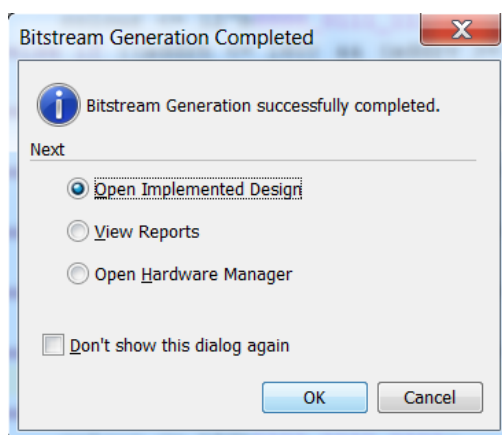 Bitstream Generation Completed
Bitstream Generation successfully completed.
Next
Open Implemented Design
View Reports
Open Hardware Manager
Don't show this dialog again
OK Cancel